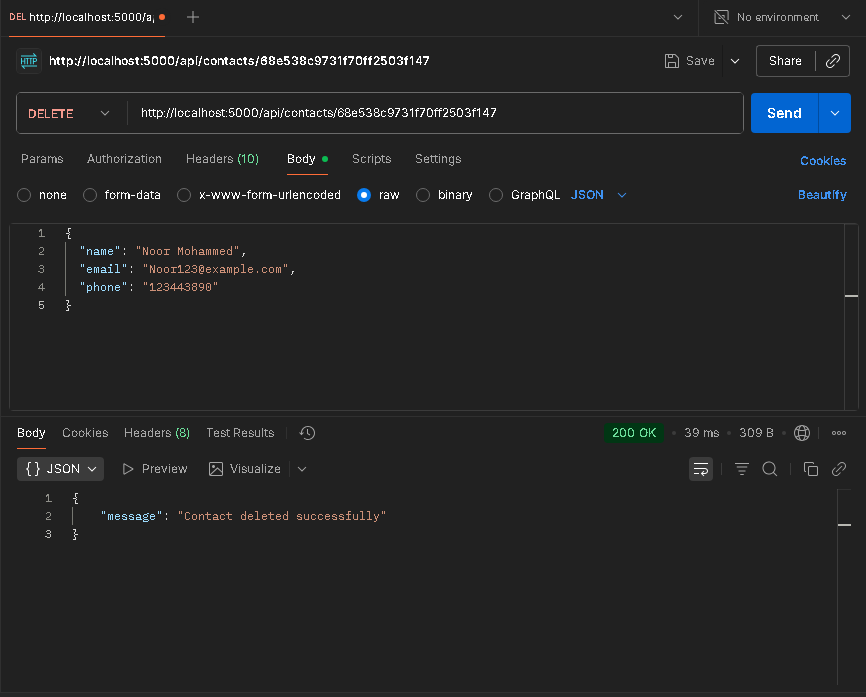 DEL http://localhost:5000/a
No environment
HTTP http://localhost:5000/api/contacts/68e538c9731f70ff2503f147
Save
Share
DELETE
http://localhost:5000/api/contacts/68e538c9731f70ff2503f147
Send
Params Authorization Headers (10) Body Scripts Settings
Cookies
none form-data x-www-form-urlencoded raw binary GraphQL JSON
Beautify
1 {
2 "name": "Noor Mohammed",
3 "email": "Noor123@example.com",
4 "phone": "123443890"
5 }
Body Cookies Headers (8) Test Results
200 OK • 39 ms • 309 B
{} JSON Preview Visualize
1 {
2 "message": "Contact deleted successfully"
3 }